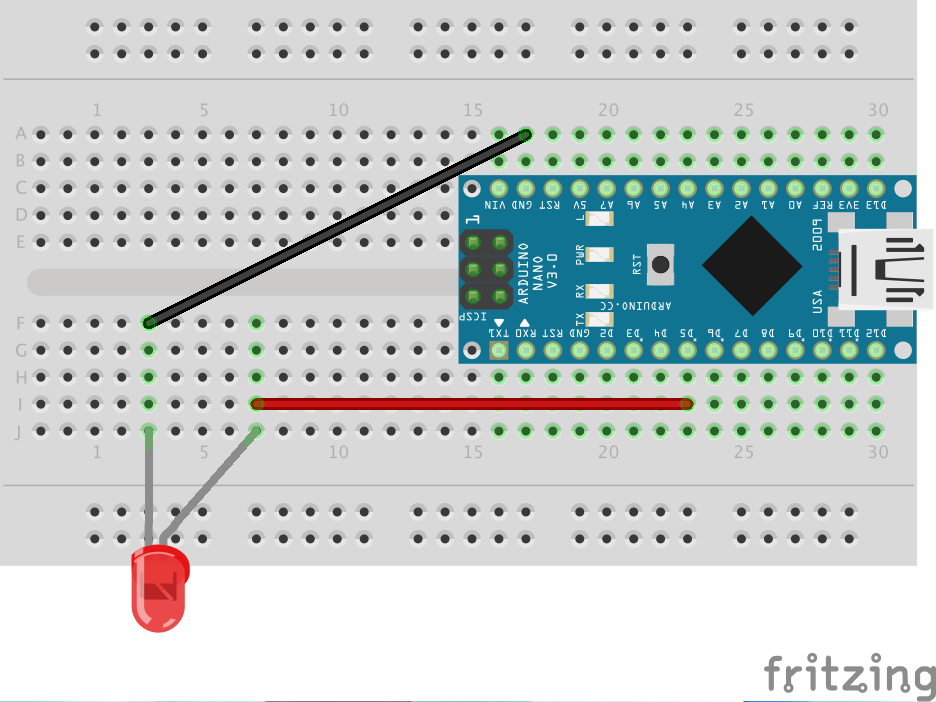 1 5 10 15 20 25 30
A
B
C
D
E
F
G
H
I
J
VIN GND RST 5V A7 A6 A5 A4 A3 A2 A1 A0 REF 3V3 D13
1
L
PWR
RX
TX
ARDUINO
NANO
V3.0
RST
ARDUINO.CC
PGD5
USA
ICSP
TX1 RX0 RST GND D2 D3 D4 D5 D6 D7 D8 D9 D10 D11 D12
1 5 10 15 20 25 30
fritzing